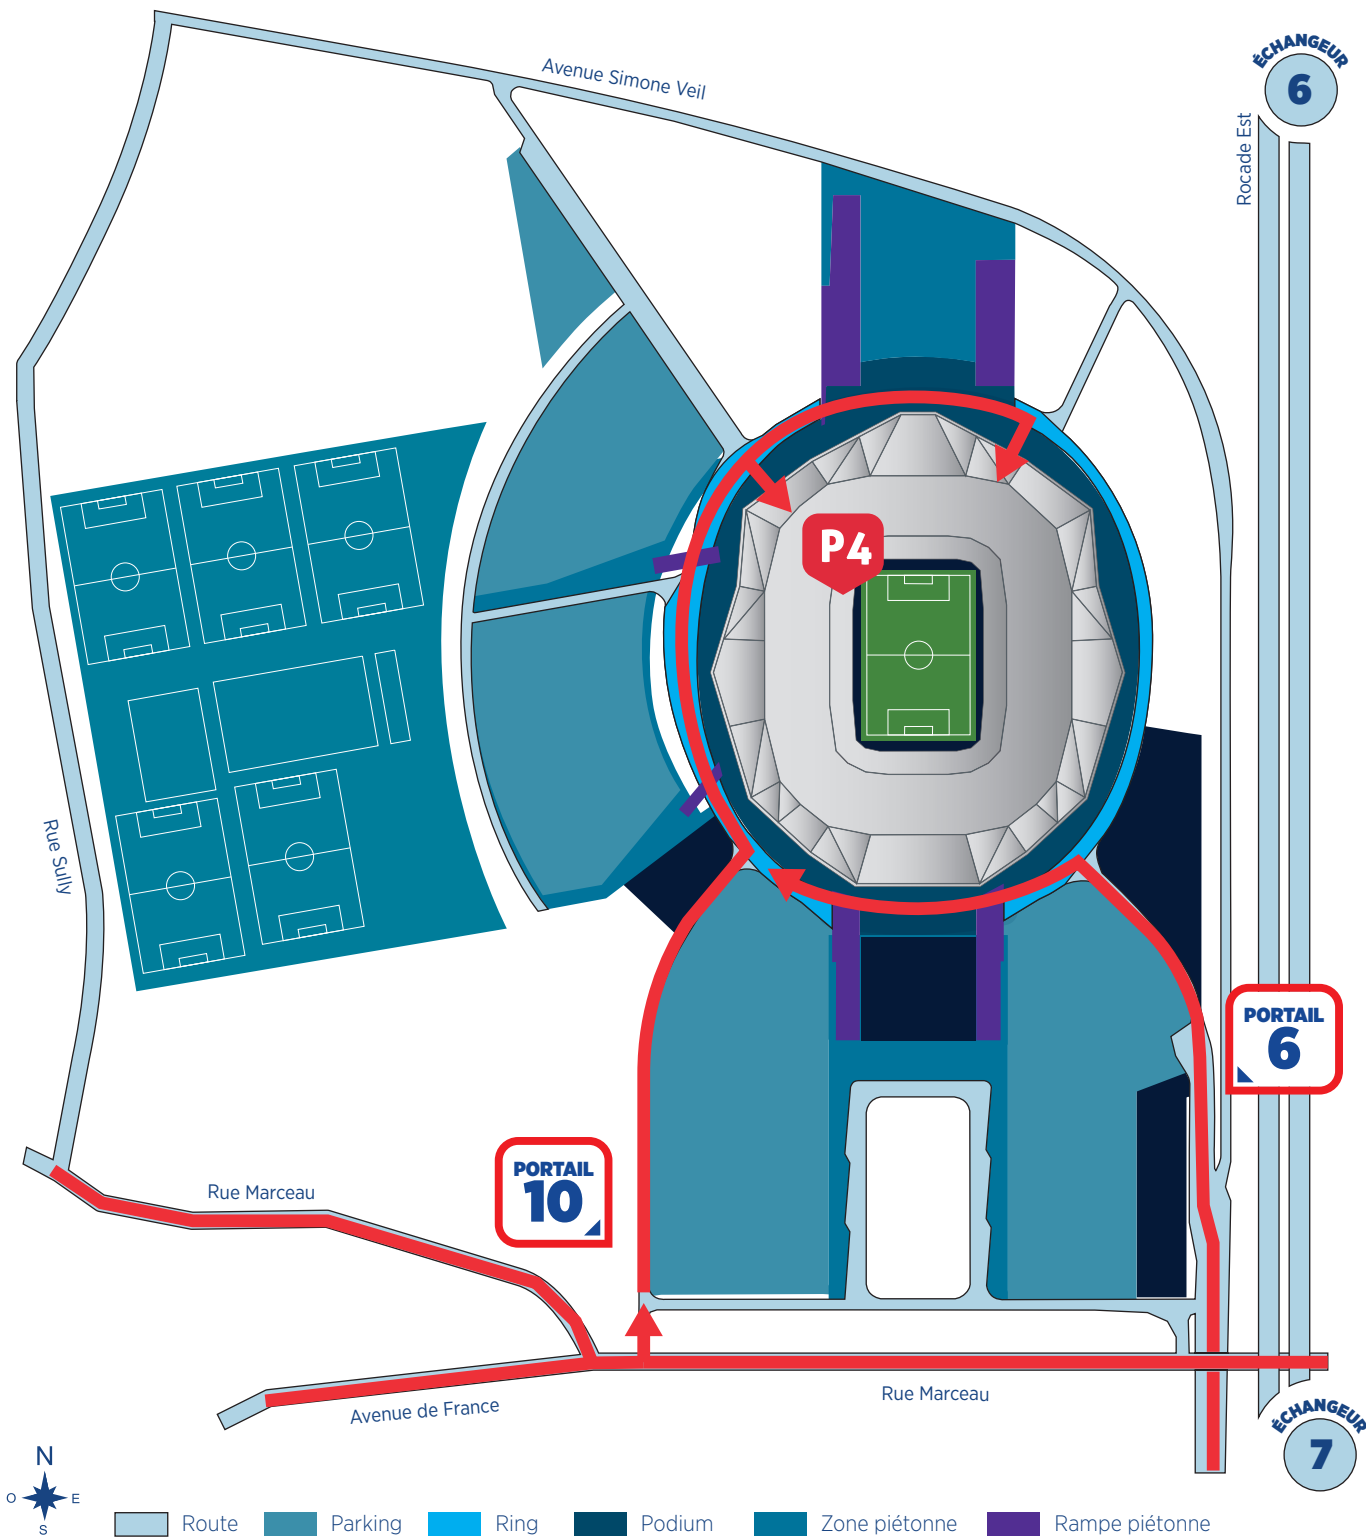 ÉCHANGEUR
6
Avenue Simone Veil
Rocade Est
P4
Rue Sully
PORTAIL
6
PORTAIL
10
Rue Marceau
Rue Marceau
Avenue de France
ÉCHANGEUR
7
N
O
E
S
Route
Parking
Ring
Podium
Zone piétonne
Rampe piétonne